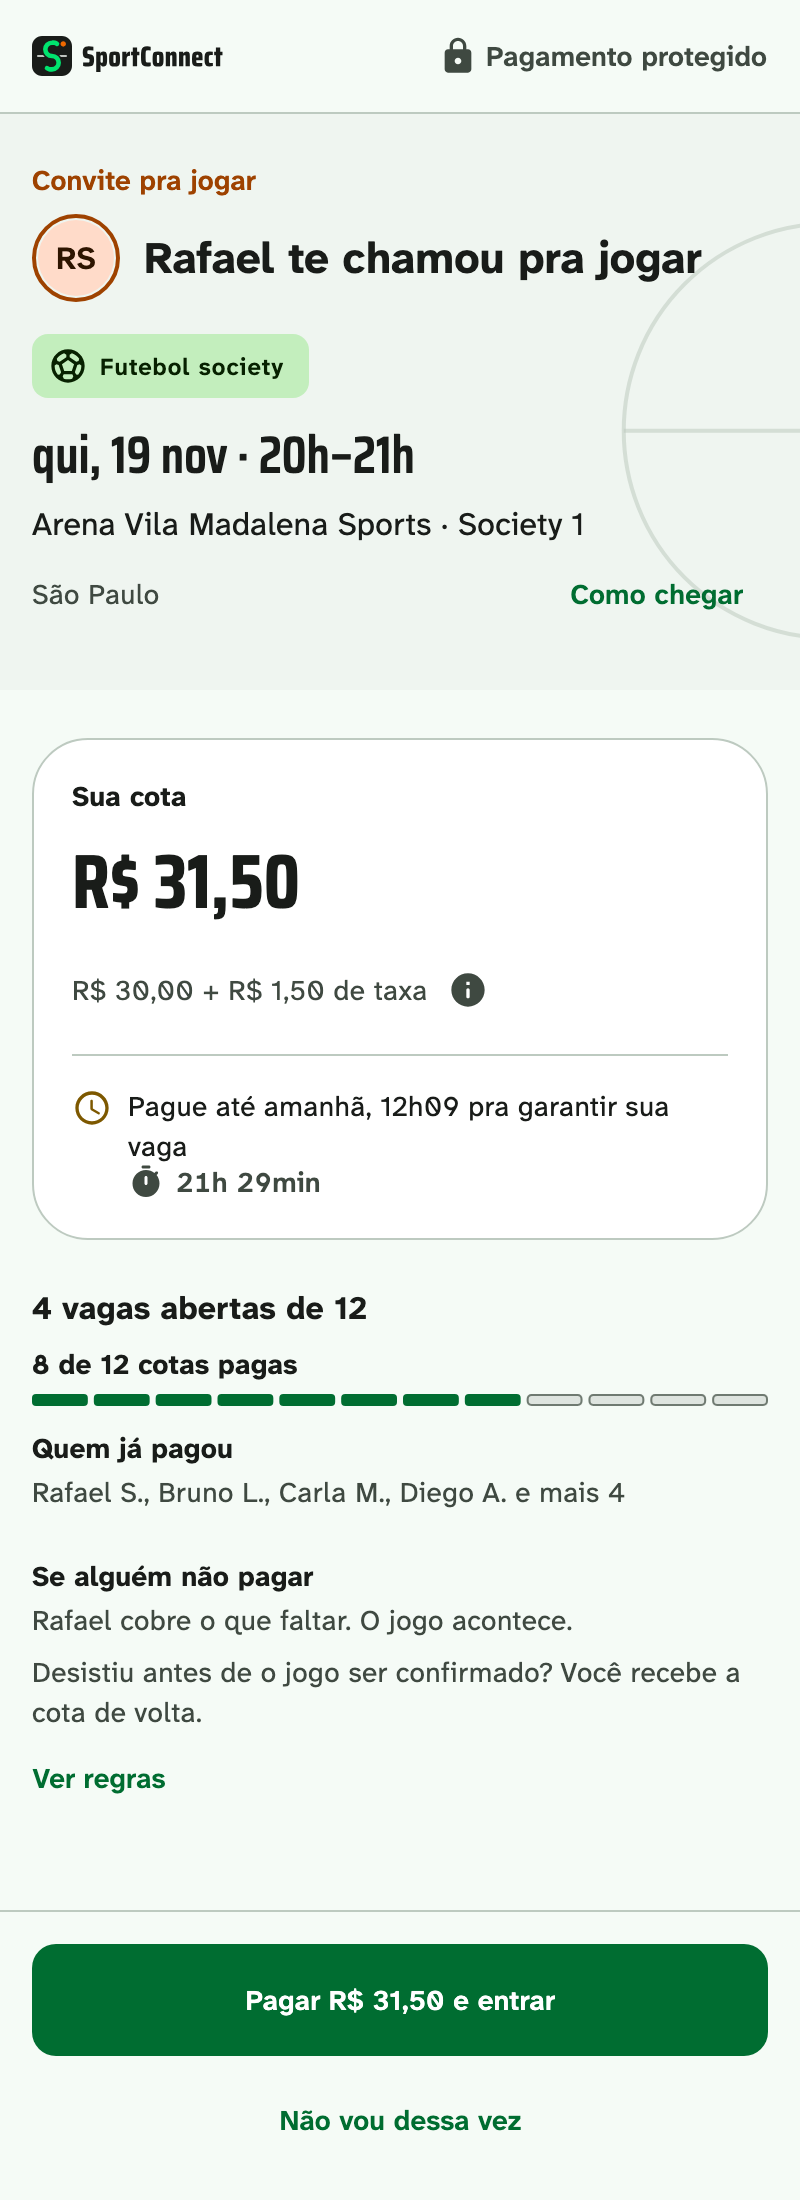 SportConnect
Pagamento protegido
Convite pra jogar
RS
Rafael te chamou pra jogar
Futebol society
qui, 19 nov · 20h–21h
Arena Vila Madalena Sports · Society 1
São Paulo
Como chegar
Sua cota
R$ 31,50
R$ 30,00 + R$ 1,50 de taxa
Pague até amanhã, 12h09 pra garantir sua
vaga
21h 29min
4 vagas abertas de 12
8 de 12 cotas pagas
Quem já pagou
Rafael S., Bruno L., Carla M., Diego A. e mais 4
Se alguém não pagar
Rafael cobre o que faltar. O jogo acontece.
Desistiu antes de o jogo ser confirmado? Você recebe a
cota de volta.
Ver regras
Pagar R$ 31,50 e entrar
Não vou dessa vez